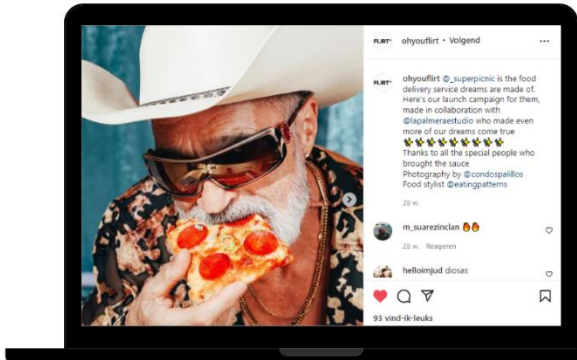 FLIRT® ohyouflirt • Volgend
FLIRT® ohyouflirt @_superpicnic is the food
delivery service dreams are made of.
Here's our launch campaign for them,
made in collaboration with
@lapalmeraestudio who made even
more of our dreams come true
Thanks to all the special people who
brought the sauce
Photography by @condospalillos
Food stylist @eatingpatterns
28 w.
m_suarezinclan 🔥🔥
28 w. Reageren
helloimjud diosas
93 vind-ik-leuks